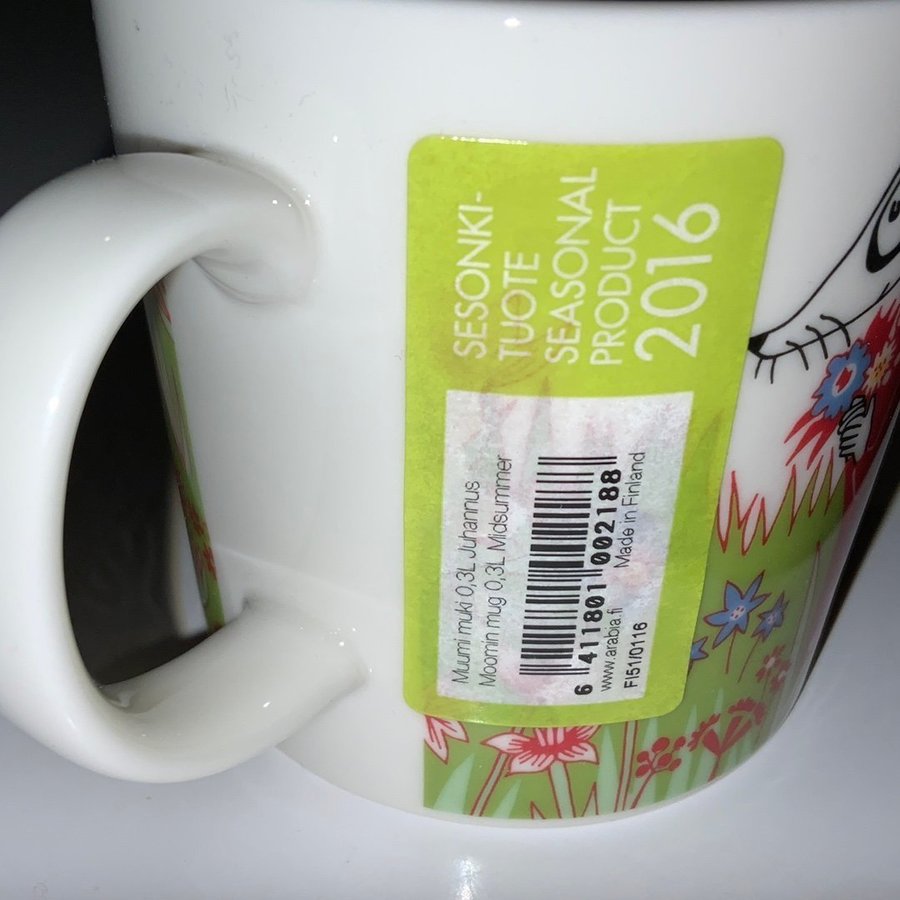 SESONKI-
TUOTE
SEASONAL
PRODUCT
2016
Muumi muki 0,3L Juhannus
Moomin mug 0,3L Midsummer
6 411801 002188
www.arabia.fi
Made in Finland
FI51/0116